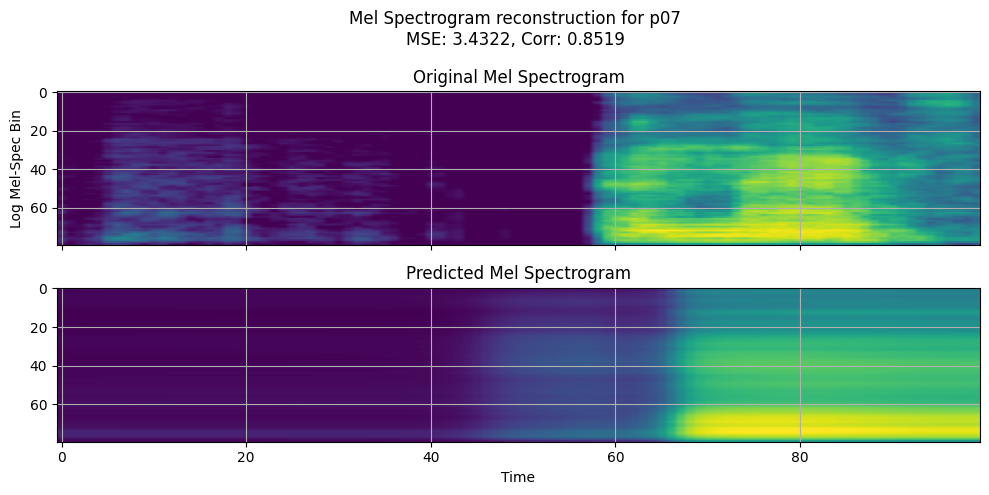 Mel Spectrogram reconstruction for p07
MSE: 3.4322, Corr: 0.8519
Original Mel Spectrogram
0
20
40
60
Log Mel-Spec Bin
Predicted Mel Spectrogram
0
20
40
60
0 20 40 60 80
Time